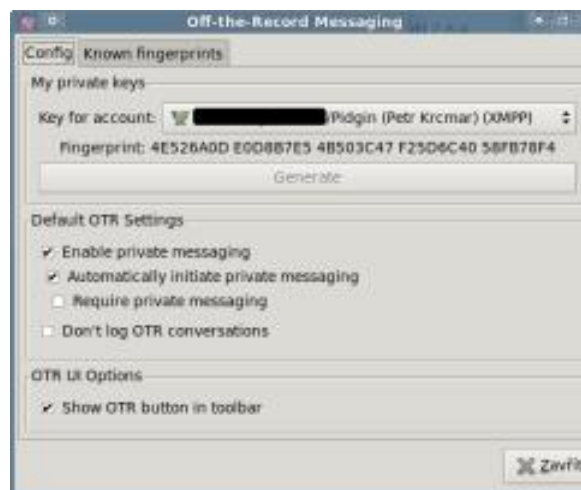 Off-the-Record Messaging
Config Known fingerprints
My private keys
Key for account: /Pidgin (Petr Krcmar) (XMPP)
Fingerprint: 4E526A0D E0D8B7E5 4B503C47 F25D6C40 58FB78F4
Generate
Default OTR Settings
Enable private messaging
Automatically initiate private messaging
Require private messaging
Don't log OTR conversations
OTR UI Options
Show OTR button in toolbar
Zavřít